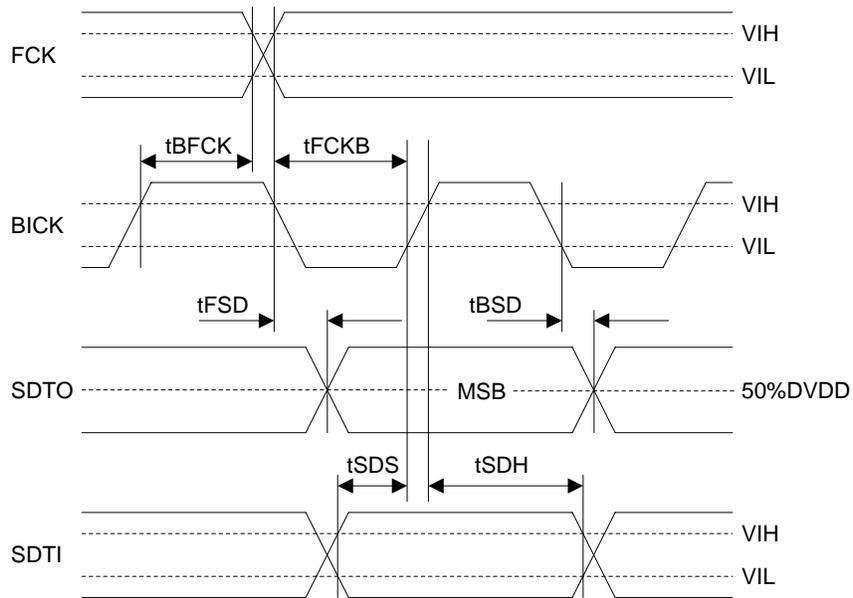 VIH
FCK
VIL
tBFCK
tFCKB
VIH
BICK
VIL
tFSD
tBSD
SDTO
MSB
50%DVDD
tSDS
tSDH
VIH
SDTI
VIL